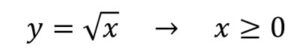 y = √x → x ≥ 0